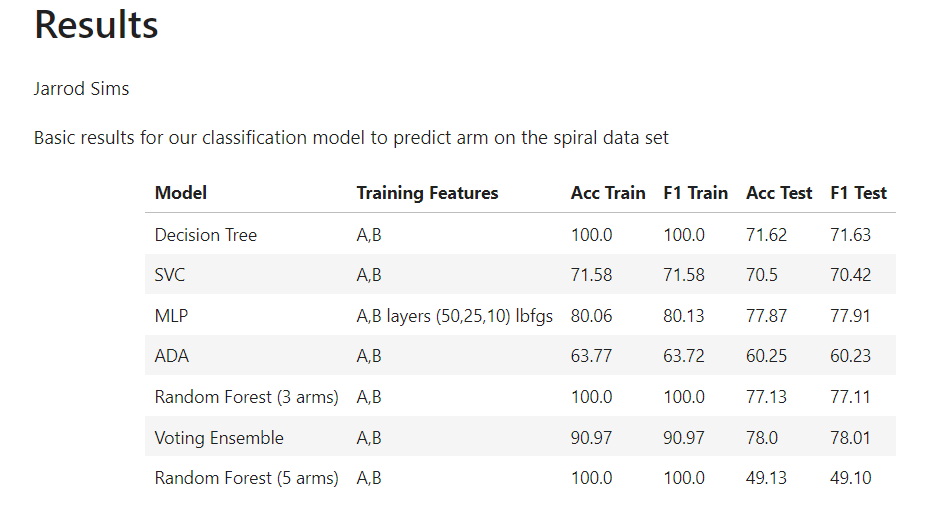 Results
Jarrod Sims
Basic results for our classification model to predict arm on the spiral data set
Model Training Features Acc Train F1 Train Acc Test F1 Test
Decision Tree A,B 100.0 100.0 71.62 71.63
SVC A,B 71.58 71.58 70.5 70.42
MLP A,B layers (50,25,10) lbfgs 80.06 80.13 77.87 77.91
ADA A,B 63.77 63.72 60.25 60.23
Random Forest (3 arms) A,B 100.0 100.0 77.13 77.11
Voting Ensemble A,B 90.97 90.97 78.0 78.01
Random Forest (5 arms) A,B 100.0 100.0 49.13 49.10